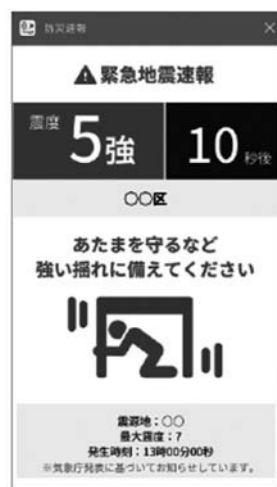 防災速報
緊急地震速報
震度 5強 10秒後
○○区
あたまを守るなど
強い揺れに備えてください
震源地：○○
最大震度：7
発生時刻：13時00分00秒
※気象庁発表に基づいてお知らせしています。